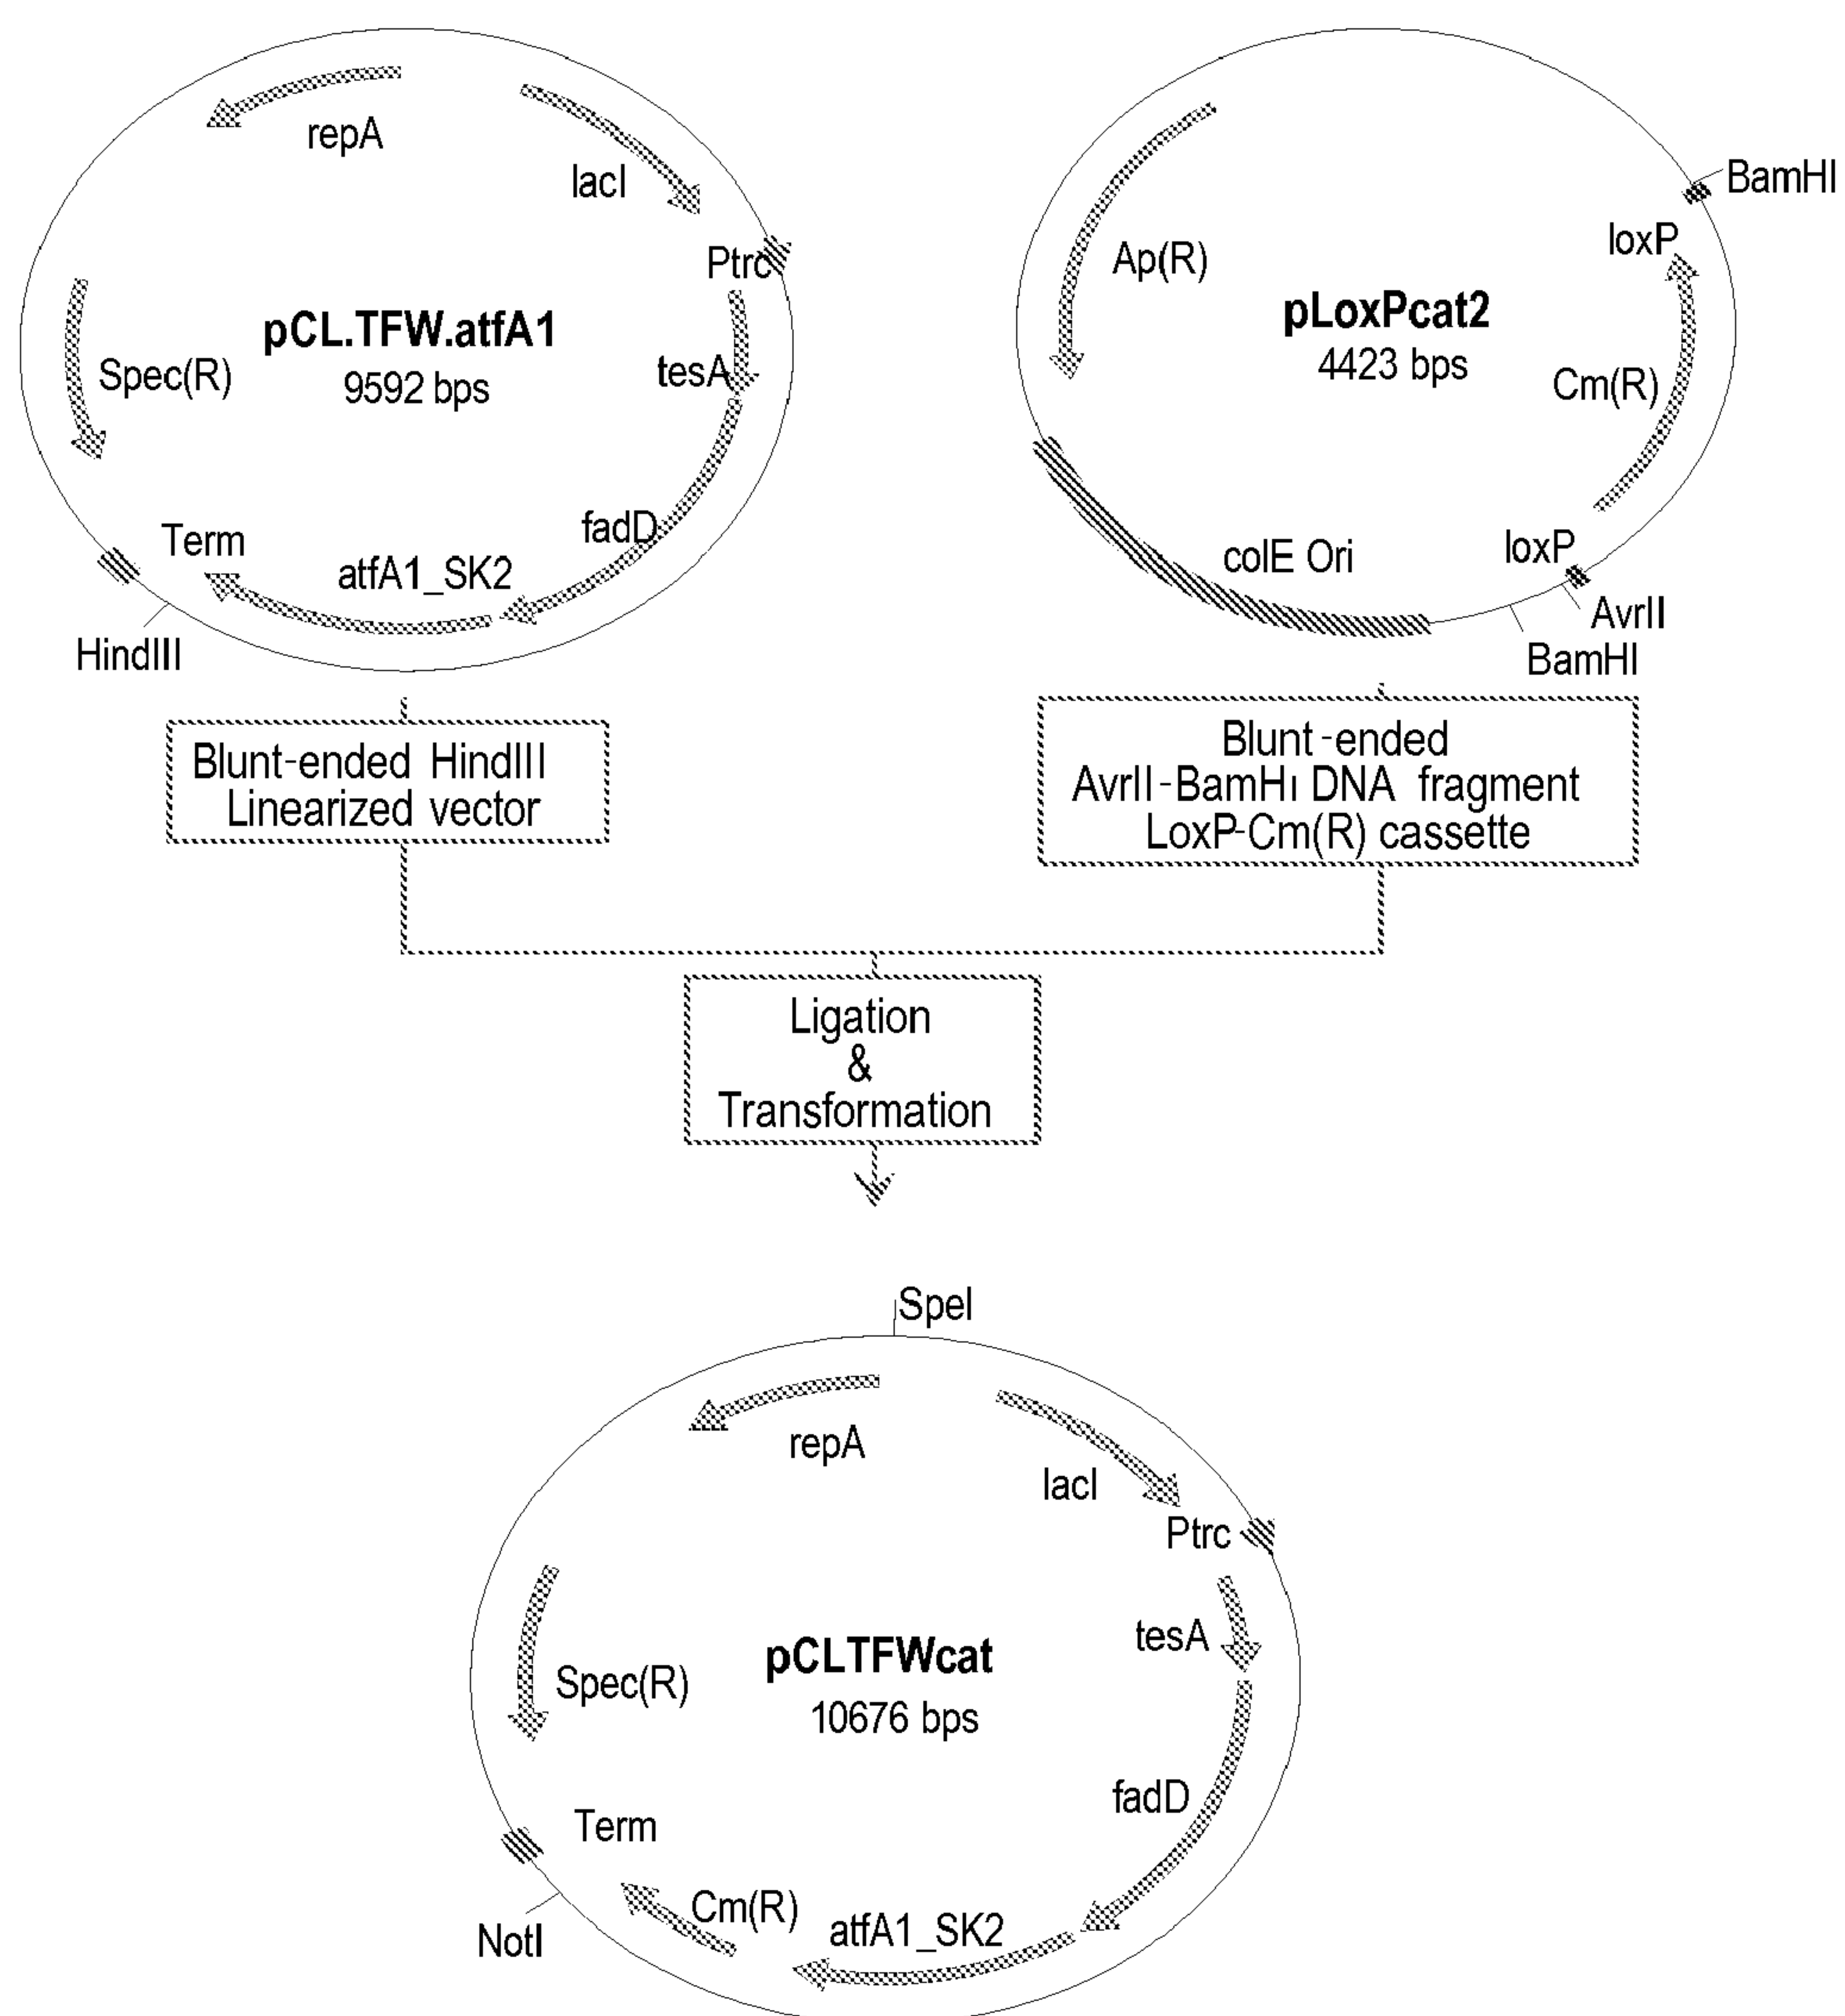 repA
lacI
Ptrc
pCL.TFW.atfA1
9592 bps
Spec(R)
tesA
fadD
Term
atfA1_SK2
HindIII
BamHI
loxP
Ap(R)
pLoxPcat2
4423 bps
Cm(R)
colE Ori
loxP
AvrII
BamHI
Blunt-ended HindIII
Linearized vector
Blunt-ended
AvrII-BamHI DNA fragment
LoxP-Cm(R) cassette
Ligation
&
Transformation
SpeI
repA
lacI
Ptrc
tesA
pCLTFWcat
10676 bps
Spec(R)
fadD
Term
Cm(R)
atfA1_SK2
NotI